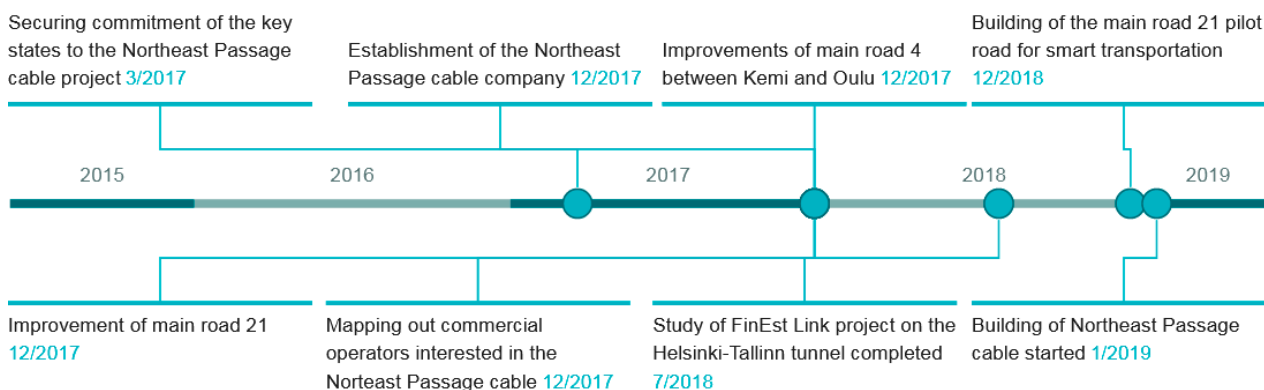 Securing commitment of the key
states to the Northeast Passage
cable project 3/2017
Establishment of the Northeast
Passage cable company 12/2017
Improvements of main road 4
between Kemi and Oulu 12/2017
Building of the main road 21 pilot
road for smart transportation
12/2018
2015
2016
2017
2018
2019
Improvement of main road 21
12/2017
Mapping out commercial
operators interested in the
Norteast Passage cable 12/2017
Study of FinEst Link project on the
Helsinki-Tallinn tunnel completed
7/2018
Building of Northeast Passage
cable started 1/2019